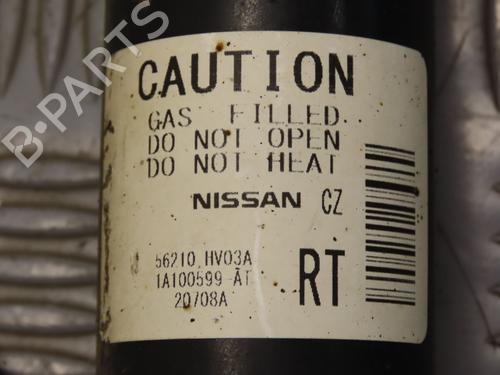 B-PARTS
CAUTION
GAS FILLED
DO NOT OPEN
DO NOT HEAT
NISSAN CZ
56210 HV03A
1A100599-AT
20708A
RT